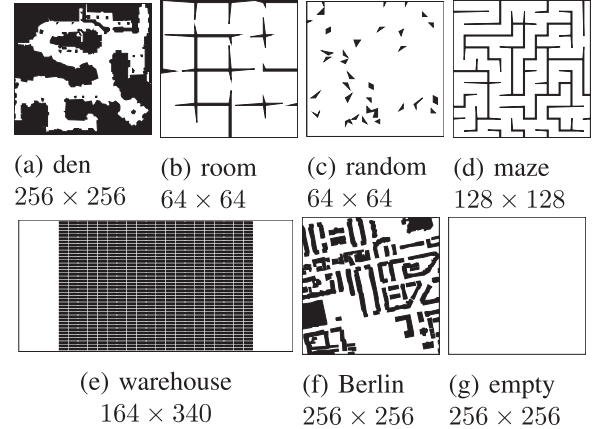 (a) den
256 × 256
(b) room
64 × 64
(c) random
64 × 64
(d) maze
128 × 128
(e) warehouse
164 × 340
(f) Berlin
256 × 256
(g) empty
256 × 256